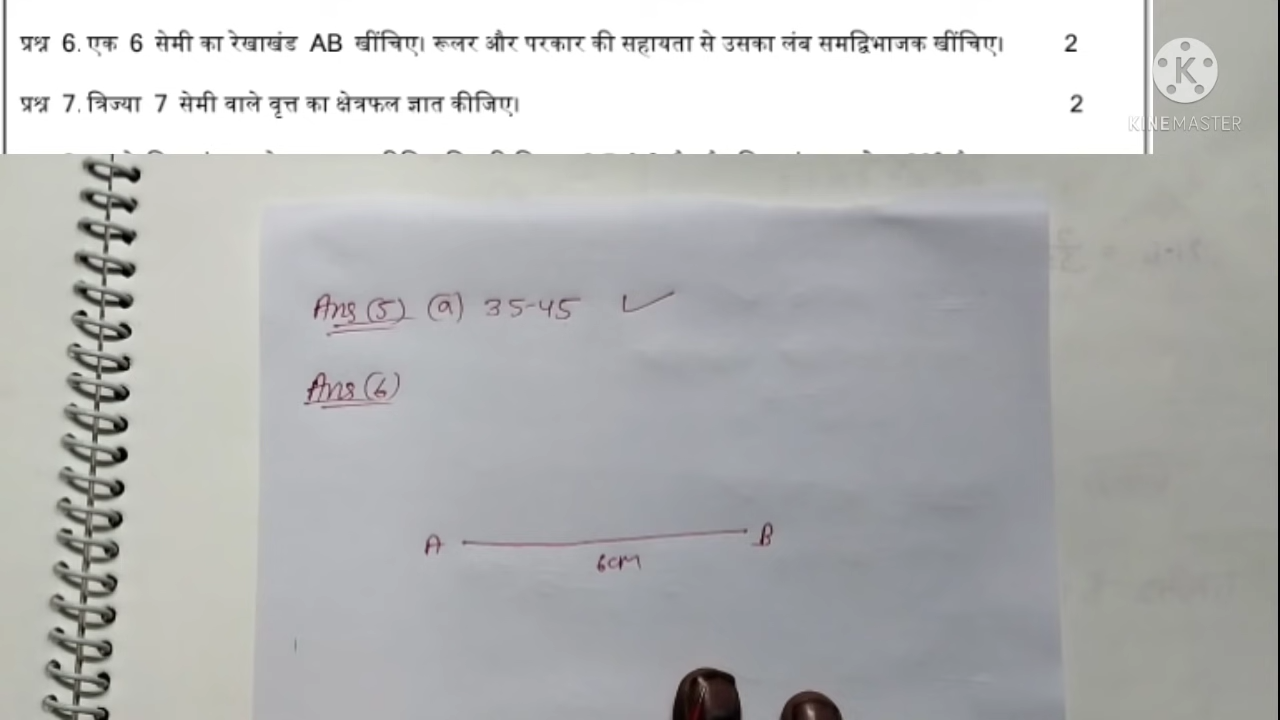 प्रश्न 6. एक 6 सेमी का रेखाखंड AB खींचिए। रूलर और परकार की सहायता से उसका लंब समद्विभाजक खींचिए। 2
प्रश्न 7. त्रिज्या 7 सेमी वाले वृत्त का क्षेत्रफल ज्ञात कीजिए। 2
KINEMASTER
Ans (5) (a) 35-45
Ans (6)
A B
6cm